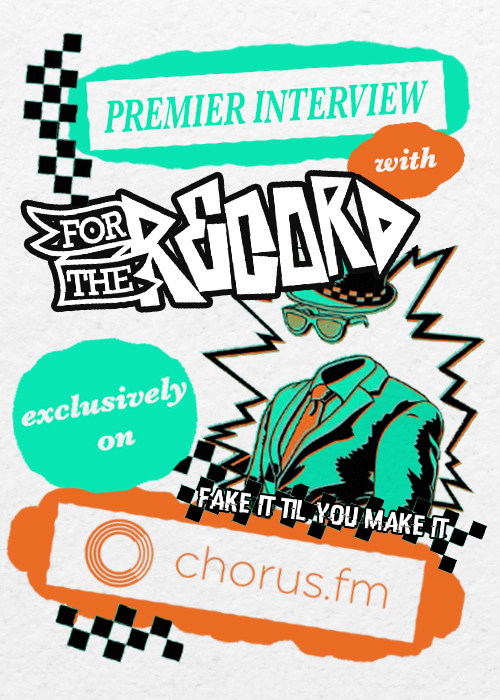 PREMIER INTERVIEW
with
FOR
THE RECORD
exclusively
on
FAKE IT TIL YOU MAKE IT
chorus.fm